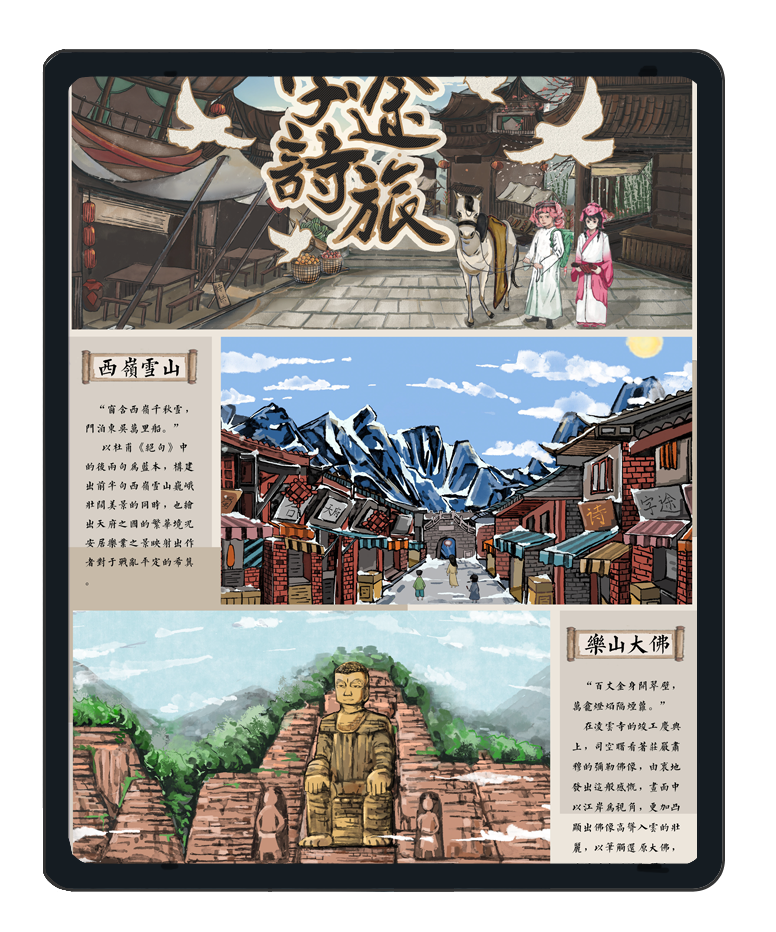 字途
詩旅
西嶺雪山
“窗含西嶺千秋雪，
門泊東吳萬里船。”
以杜甫《絕句》中
的後兩句為藍本，構建
出前半句西嶺雪山巍峨
壯闊美景的同時，也繪
出天府之國的繁華境況
安居樂業之景映射出作
者對于戰亂平定的希冀
。
诗
字途
樂山大佛
“百丈金身開翠壁，
萬龕燈焰隔煙蘿。”
在凌雲寺的竣工慶典
上，司空曙看著莊嚴肅
穆的彌勒佛像，由衷地
發出這般感慨，畫面中
以江岸為視角，更加凸
顯出佛像高聳入雲的壯
麗，以筆觸還原大佛，